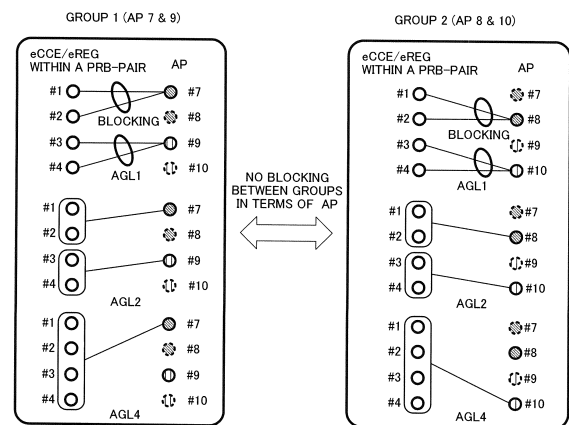 GROUP 1 (AP 7 & 9)
eCCE/eREG
WITHIN A PRB-PAIR AP
#1 #7
#2 #8
BLOCKING
#3 #9
#4 #10
AGL1
#1 #7
#2 #8
#3 #9
#4 #10
AGL2
#1 #7
#2 #8
#3 #9
#4 #10
AGL4
NO BLOCKING
BETWEEN GROUPS
IN TERMS OF AP
GROUP 2 (AP 8 & 10)
eCCE/eREG
WITHIN A PRB-PAIR AP
#1 #7
#2 #8
BLOCKING
#3 #9
#4 #10
AGL1
#1 #7
#2 #8
#3 #9
#4 #10
AGL2
#1 #7
#2 #8
#3 #9
#4 #10
AGL4